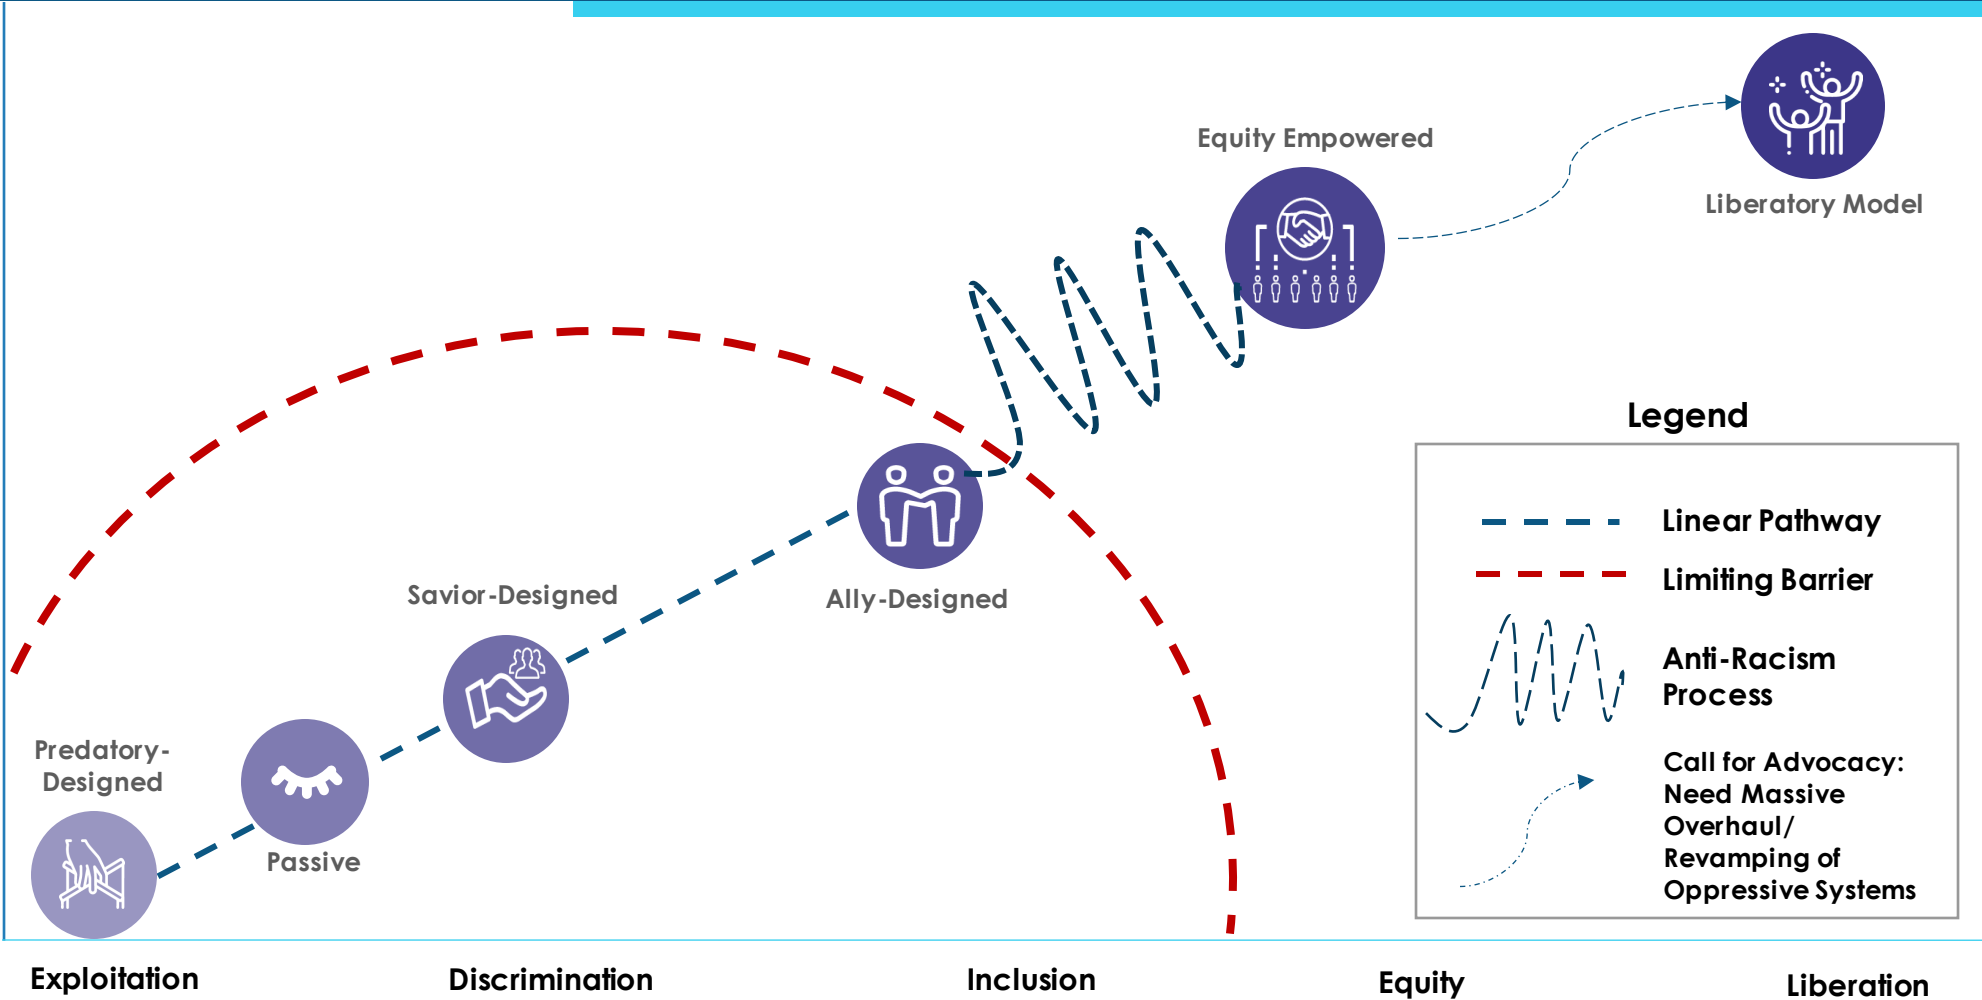 Equity Empowered
Liberatory Model
Savior-Designed
Ally-Designed
Predatory-
Designed
Passive
Legend
Linear Pathway
Limiting Barrier
Anti-Racism
Process
Call for Advocacy:
Need Massive
Overhaul/
Revamping of
Oppressive Systems
Exploitation
Discrimination
Inclusion
Equity
Liberation